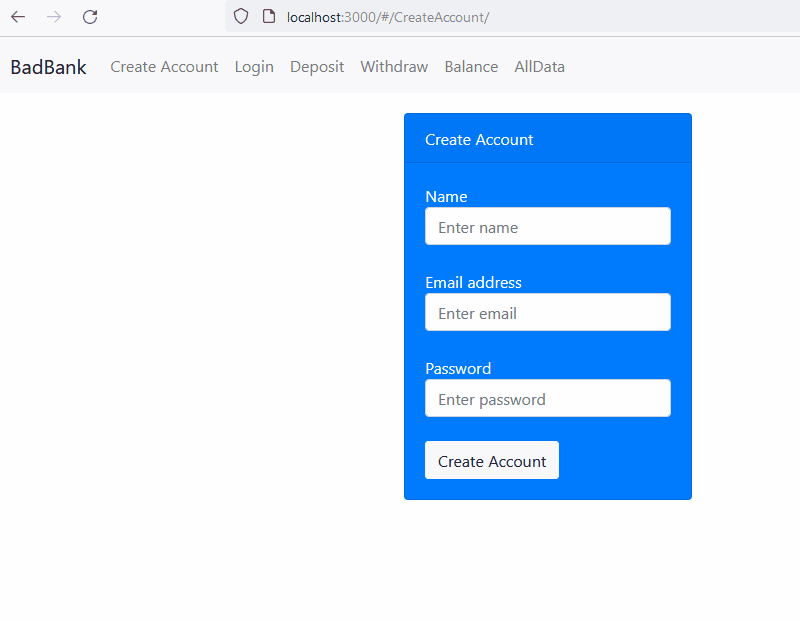 localhost:3000/#/CreateAccount/
BadBank Create Account Login Deposit Withdraw Balance AllData
Create Account
Name
Enter name
Email address
Enter email
Password
Enter password
Create Account